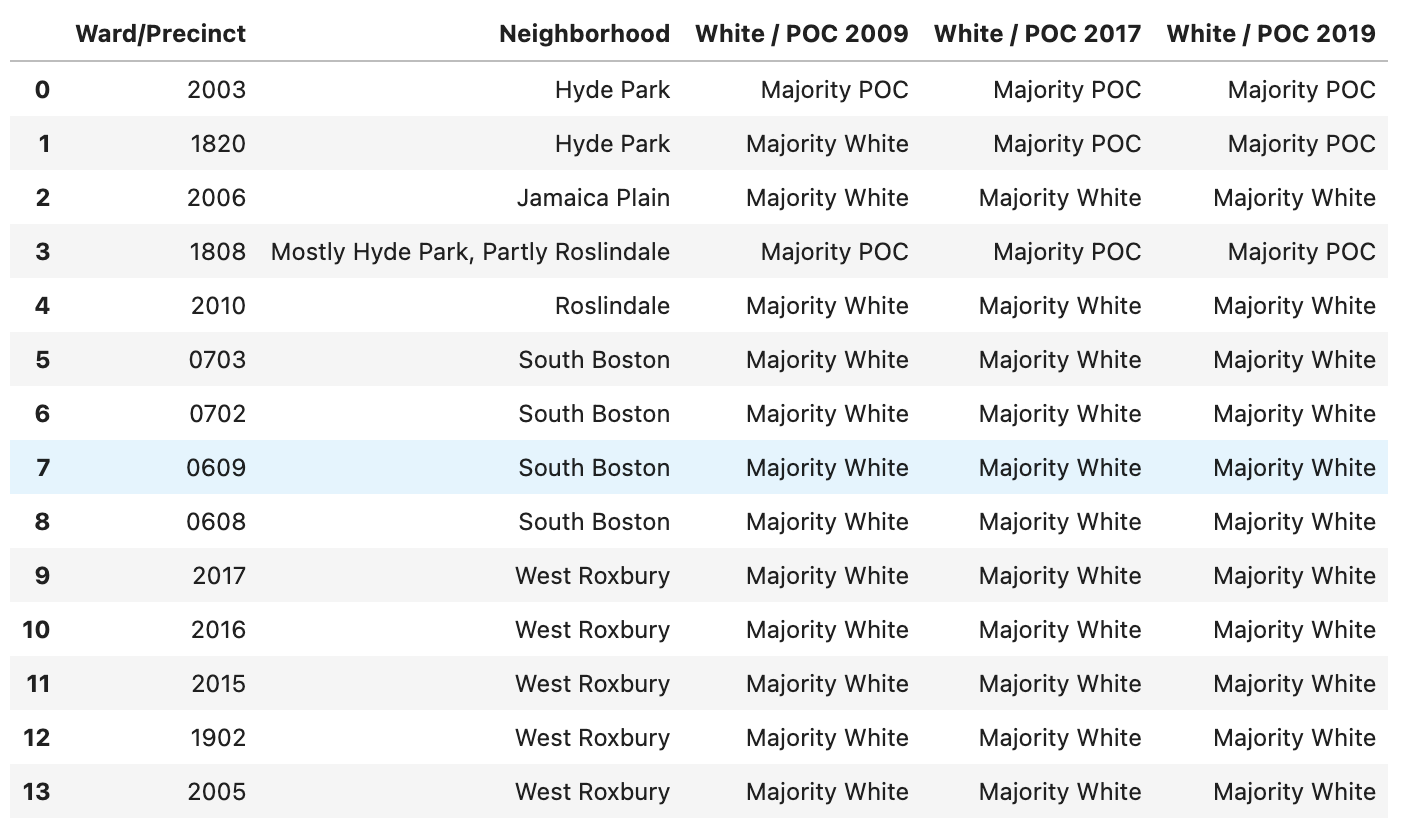 Ward/Precinct Neighborhood White / POC 2009 White / POC 2017 White / POC 2019
0 2003 Hyde Park Majority POC Majority POC Majority POC
1 1820 Hyde Park Majority White Majority POC Majority POC
2 2006 Jamaica Plain Majority White Majority White Majority White
3 1808 Mostly Hyde Park, Partly Roslindale Majority POC Majority POC Majority POC
4 2010 Roslindale Majority White Majority White Majority White
5 0703 South Boston Majority White Majority White Majority White
6 0702 South Boston Majority White Majority White Majority White
7 0609 South Boston Majority White Majority White Majority White
8 0608 South Boston Majority White Majority White Majority White
9 2017 West Roxbury Majority White Majority White Majority White
10 2016 West Roxbury Majority White Majority White Majority White
11 2015 West Roxbury Majority White Majority White Majority White
12 1902 West Roxbury Majority White Majority White Majority White
13 2005 West Roxbury Majority White Majority White Majority White